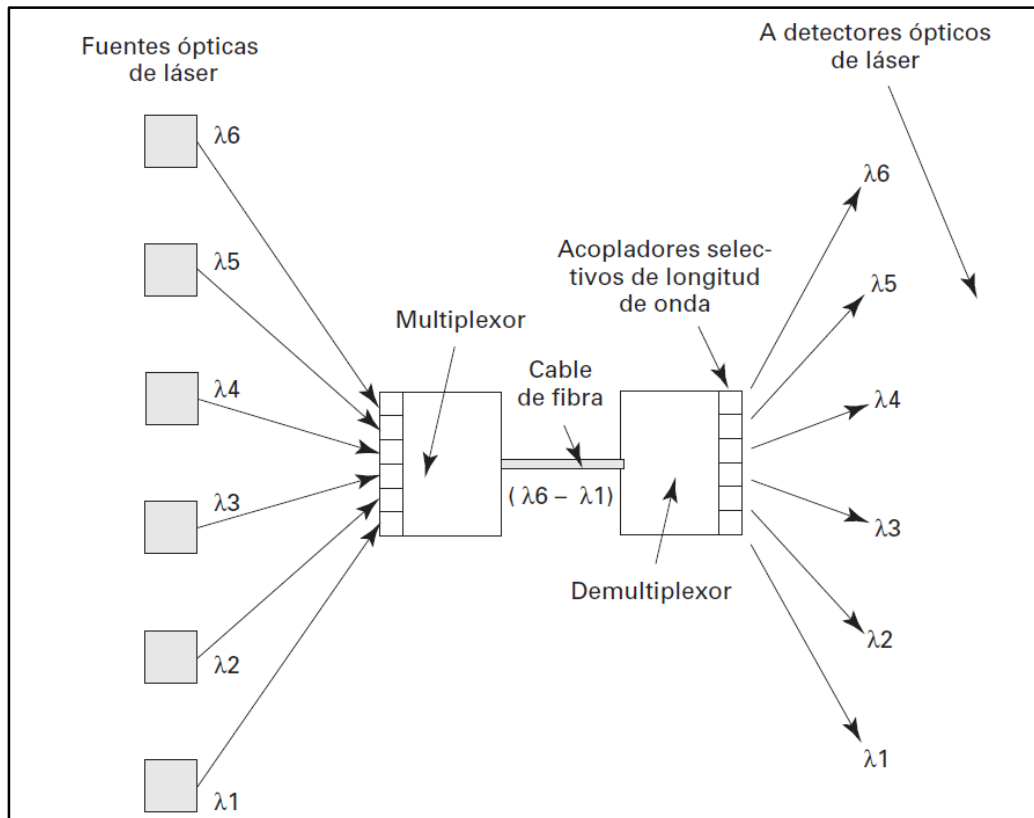 Fuentes ópticas
de láser
A detectores ópticos
de láser
λ6
λ5
λ4
λ3
λ2
λ1
Multiplexor
Cable
de fibra
( λ6 – λ1)
Acopladores selec-
tivos de longitud
de onda
Demultiplexor
λ6
λ5
λ4
λ3
λ2
λ1